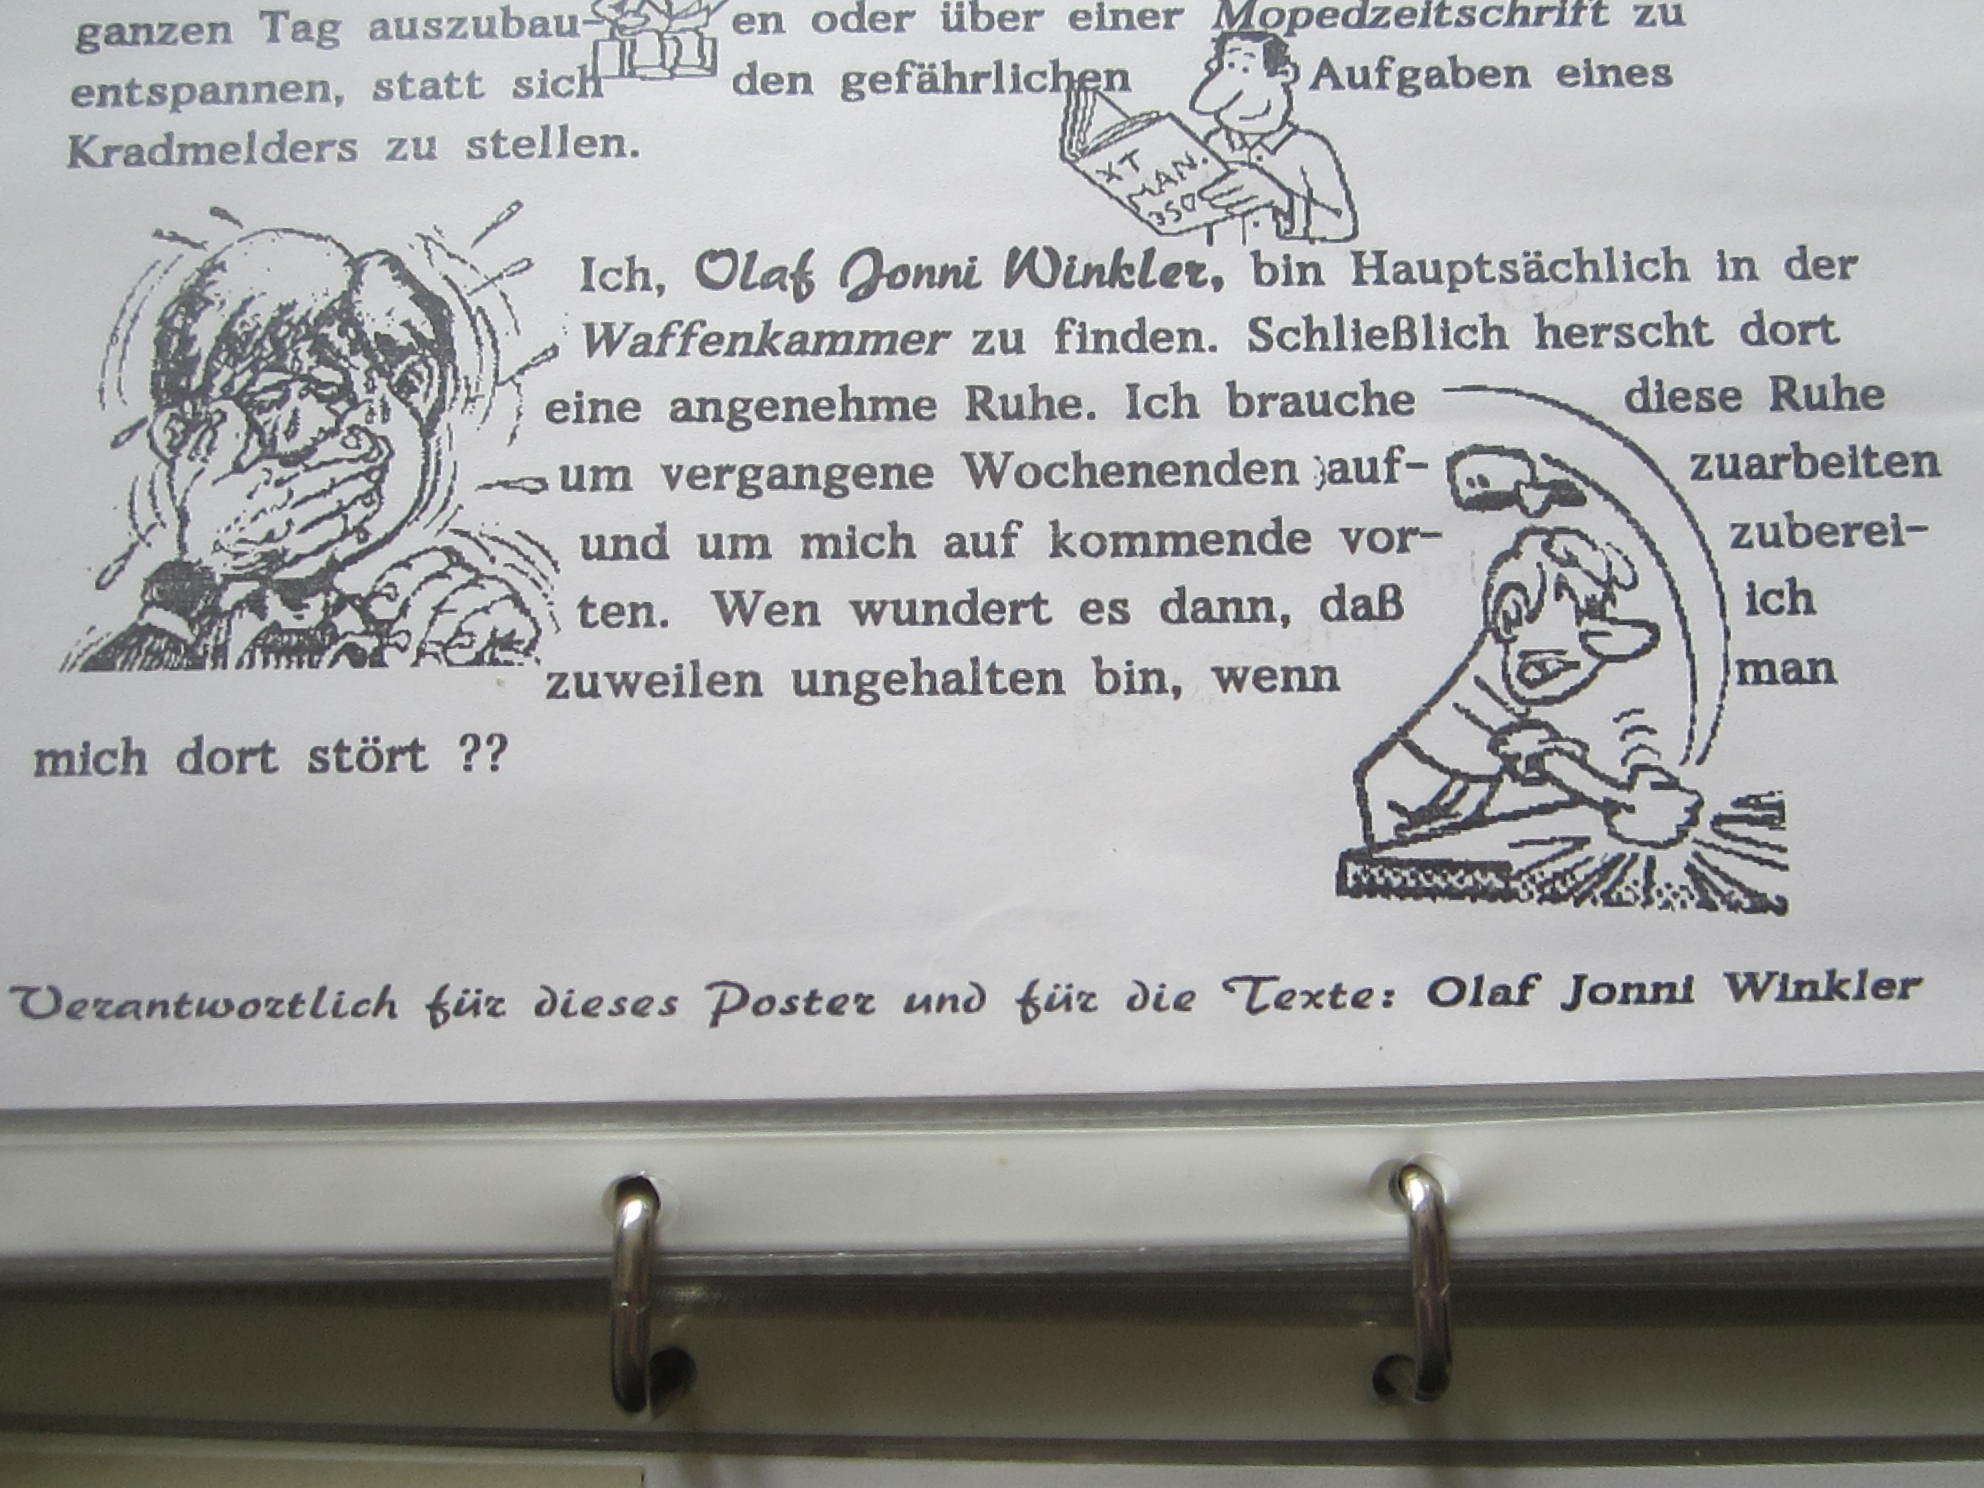 ganzen Tag auszubau- en oder über einer Mopedzeitschrift zu
entspannen, statt sich den gefährlichen Aufgaben eines
Kradmelders zu stellen.
XT
MAN.
350
Ich, Olaf Jonni Winkler, bin Hauptsächlich in der
Waffenkammer zu finden. Schließlich herscht dort
eine angenehme Ruhe. Ich brauche diese Ruhe
um vergangene Wochenenden auf- zuarbeiten
und um mich auf kommende vor- zuberei-
ten. Wen wundert es dann, daß ich
zuweilen ungehalten bin, wenn man
mich dort stört ??
Verantwortlich für dieses Poster und für die Texte: Olaf Jonni Winkler